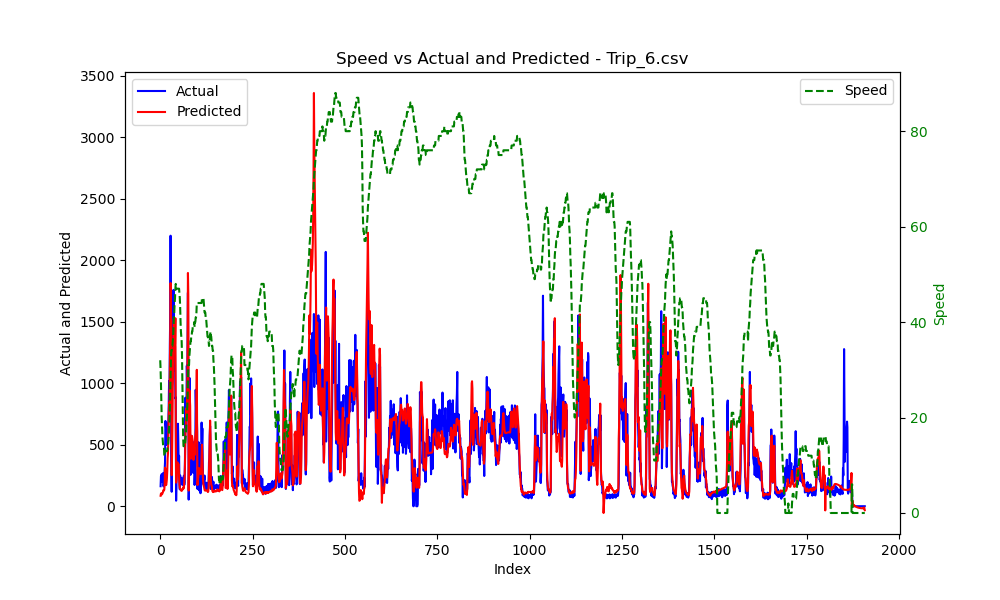 Speed vs Actual and Predicted - Trip_6.csv
Actual
Predicted
Speed
3500
3000
2500
2000
1500
1000
500
0
Actual and Predicted
80
60
40
20
0
Speed
0 250 500 750 1000 1250 1500 1750 2000
Index